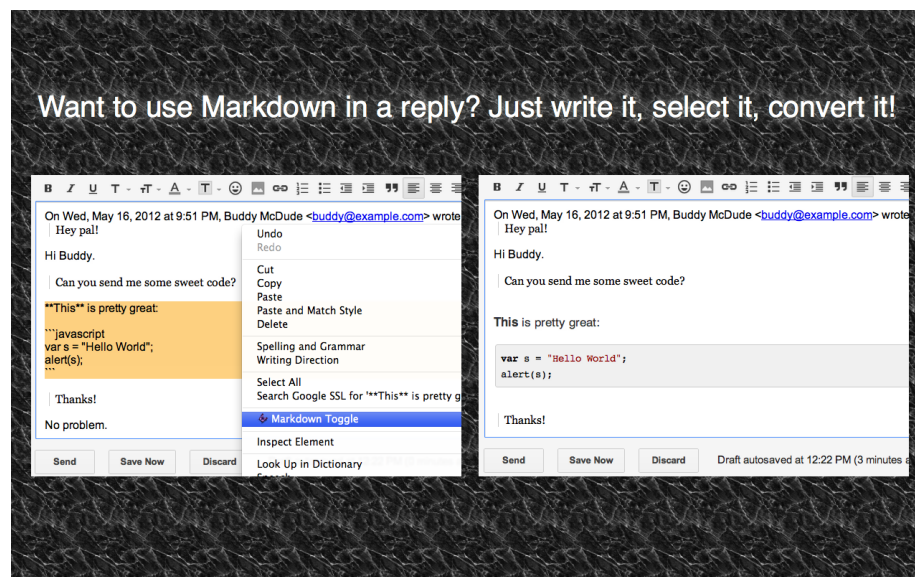 Want to use Markdown in a reply? Just write it, select it, convert it!
B I U T - тT - A - T -
On Wed, May 16, 2012 at 9:51 PM, Buddy McDude <buddy@example.com> wrote
Hey pal!
Hi Buddy.
Can you send me some sweet code?
**This** is pretty great:
```javascript
var s = "Hello World";
alert(s);
```
Thanks!
No problem.
Send Save Now Discard
Undo
Redo
Cut
Copy
Paste
Paste and Match Style
Delete
Spelling and Grammar
Writing Direction
Select All
Search Google SSL for '**This** is pretty g
Markdown Toggle
Inspect Element
Look Up in Dictionary
B I U T - тT - A - T -
On Wed, May 16, 2012 at 9:51 PM, Buddy McDude <buddy@example.com> wrote
Hey pal!
Hi Buddy.
Can you send me some sweet code?
This is pretty great:
var s = "Hello World";
alert(s);
Thanks!
Send Save Now Discard Draft autosaved at 12:22 PM (3 minutes a